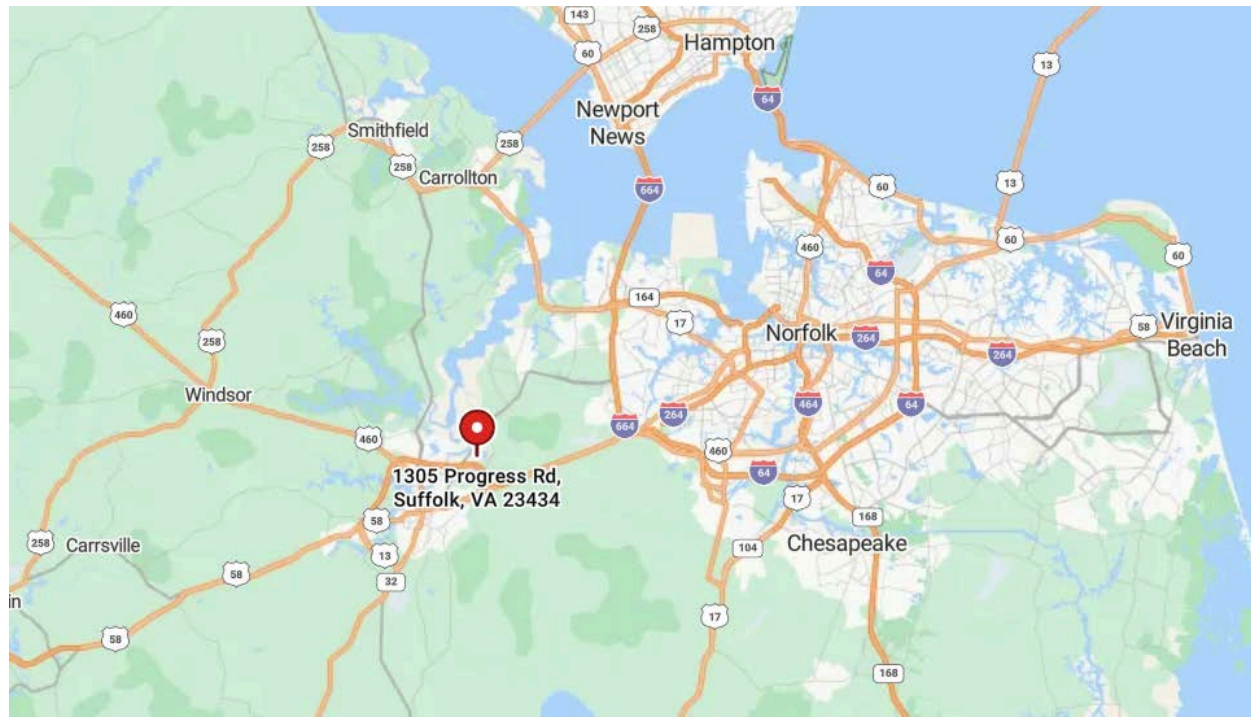 143
258
Hampton
60
13
64
Newport
News
Smithfield
258
258
258
Carrollton
664
60
13
460
60
60
64
164
460
17
258
Norfolk
264
58
Virginia
Beach
264
Windsor
464
64
264
664
460
460
1305 Progress Rd,
Suffolk, VA 23434
64
17
58
168
258
Carrsville
13
104
Chesapeake
58
32
in
17
58
168